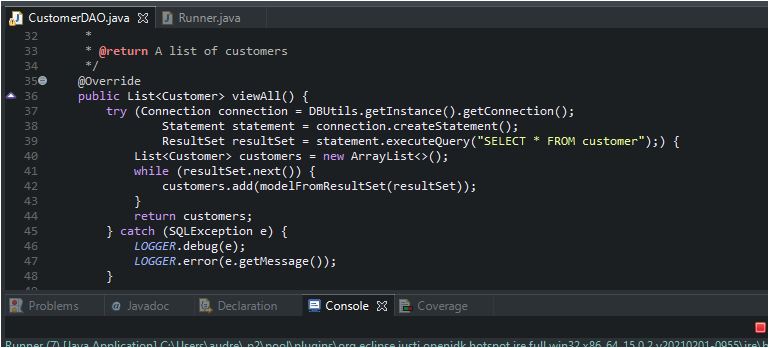 CustomerDAO.java Runner.java
32 *
33 * @return A list of customers
34 */
35 @Override
36 public List<Customer> viewAll() {
37 try (Connection connection = DBUtils.getInstance().getConnection();
38 Statement statement = connection.createStatement();
39 ResultSet resultSet = statement.executeQuery("SELECT * FROM customer");) {
40 List<Customer> customers = new ArrayList<>();
41 while (resultSet.next()) {
42 customers.add(modelFromResultSet(resultSet));
43 }
44 return customers;
45 } catch (SQLException e) {
46 LOGGER.debug(e);
47 LOGGER.error(e.getMessage());
48 }
Problems Javadoc Declaration Console Coverage
Runner (7) [Java Application] C:\Users\audre\.p2\pool\plugins\org.eclipse.justj.openjdk.hotspot.jre.full.win32.x86_64_15.0.2.v20210201-0955\jre\b